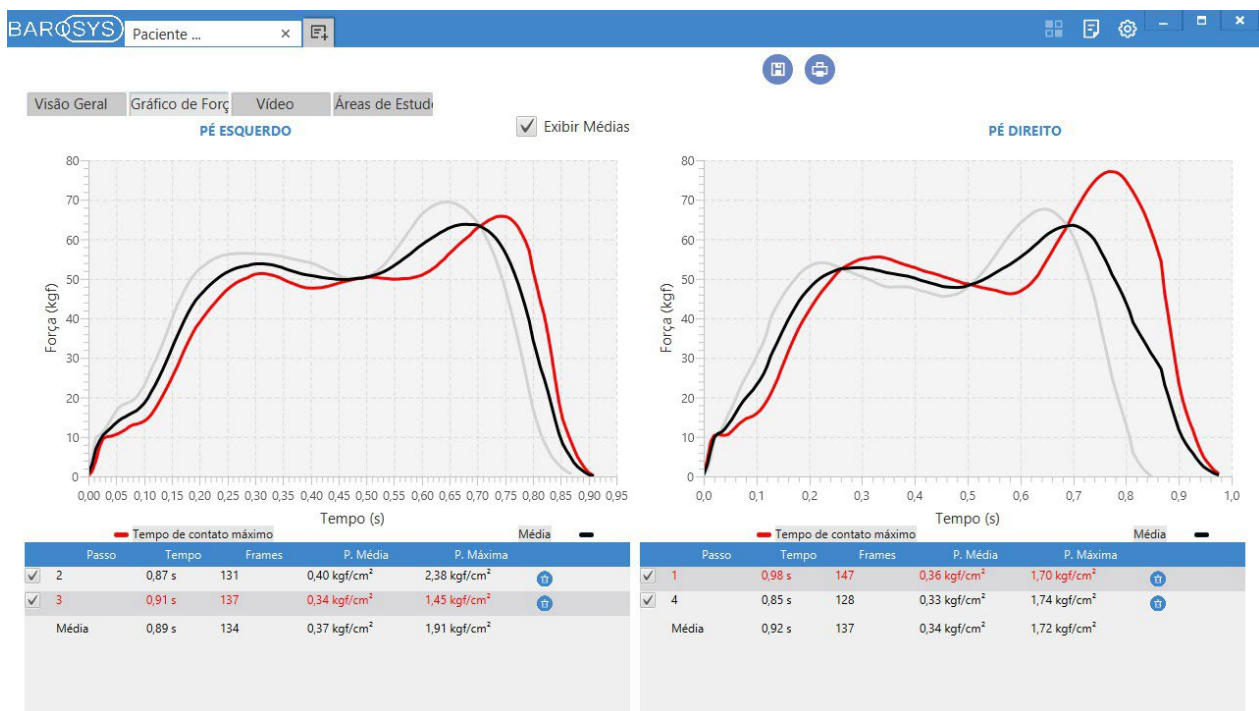 BAROSYS Paciente ...
Visão Geral Gráfico de Forç Vídeo Áreas de Estud
PÉ ESQUERDO Exibir Médias PÉ DIREITO
Força (kgf)
80
70
60
50
40
30
20
10
0
0,00 0,05 0,10 0,15 0,20 0,25 0,30 0,35 0,40 0,45 0,50 0,55 0,60 0,65 0,70 0,75 0,80 0,85 0,90 0,95
Tempo (s)
Tempo de contato máximo Média
Passo Tempo Frames P. Média P. Máxima
2 0,87 s 131 0,40 kgf/cm² 2,38 kgf/cm²
3 0,91 s 137 0,34 kgf/cm² 1,45 kgf/cm²
Média 0,89 s 134 0,37 kgf/cm² 1,91 kgf/cm²
Força (kgf)
80
70
60
50
40
30
20
10
0
0,0 0,1 0,2 0,3 0,4 0,5 0,6 0,7 0,8 0,9 1,0
Tempo (s)
Tempo de contato máximo Média
Passo Tempo Frames P. Média P. Máxima
1 0,98 s 147 0,36 kgf/cm² 1,70 kgf/cm²
4 0,85 s 128 0,33 kgf/cm² 1,74 kgf/cm²
Média 0,92 s 137 0,34 kgf/cm² 1,72 kgf/cm²